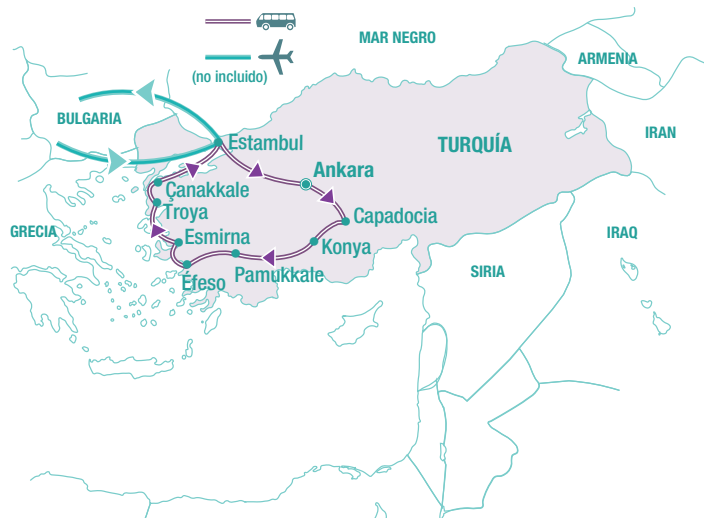 MAR NEGRO
ARMENIA
(no incluido)
BULGARIA
IRAN
Estambul
TURQUÍA
Ankara
Çanakkale
Troya
Capadocia
GRECIA
Esmirna
Konya
IRAQ
Pamukkale
Éfeso
SIRIA